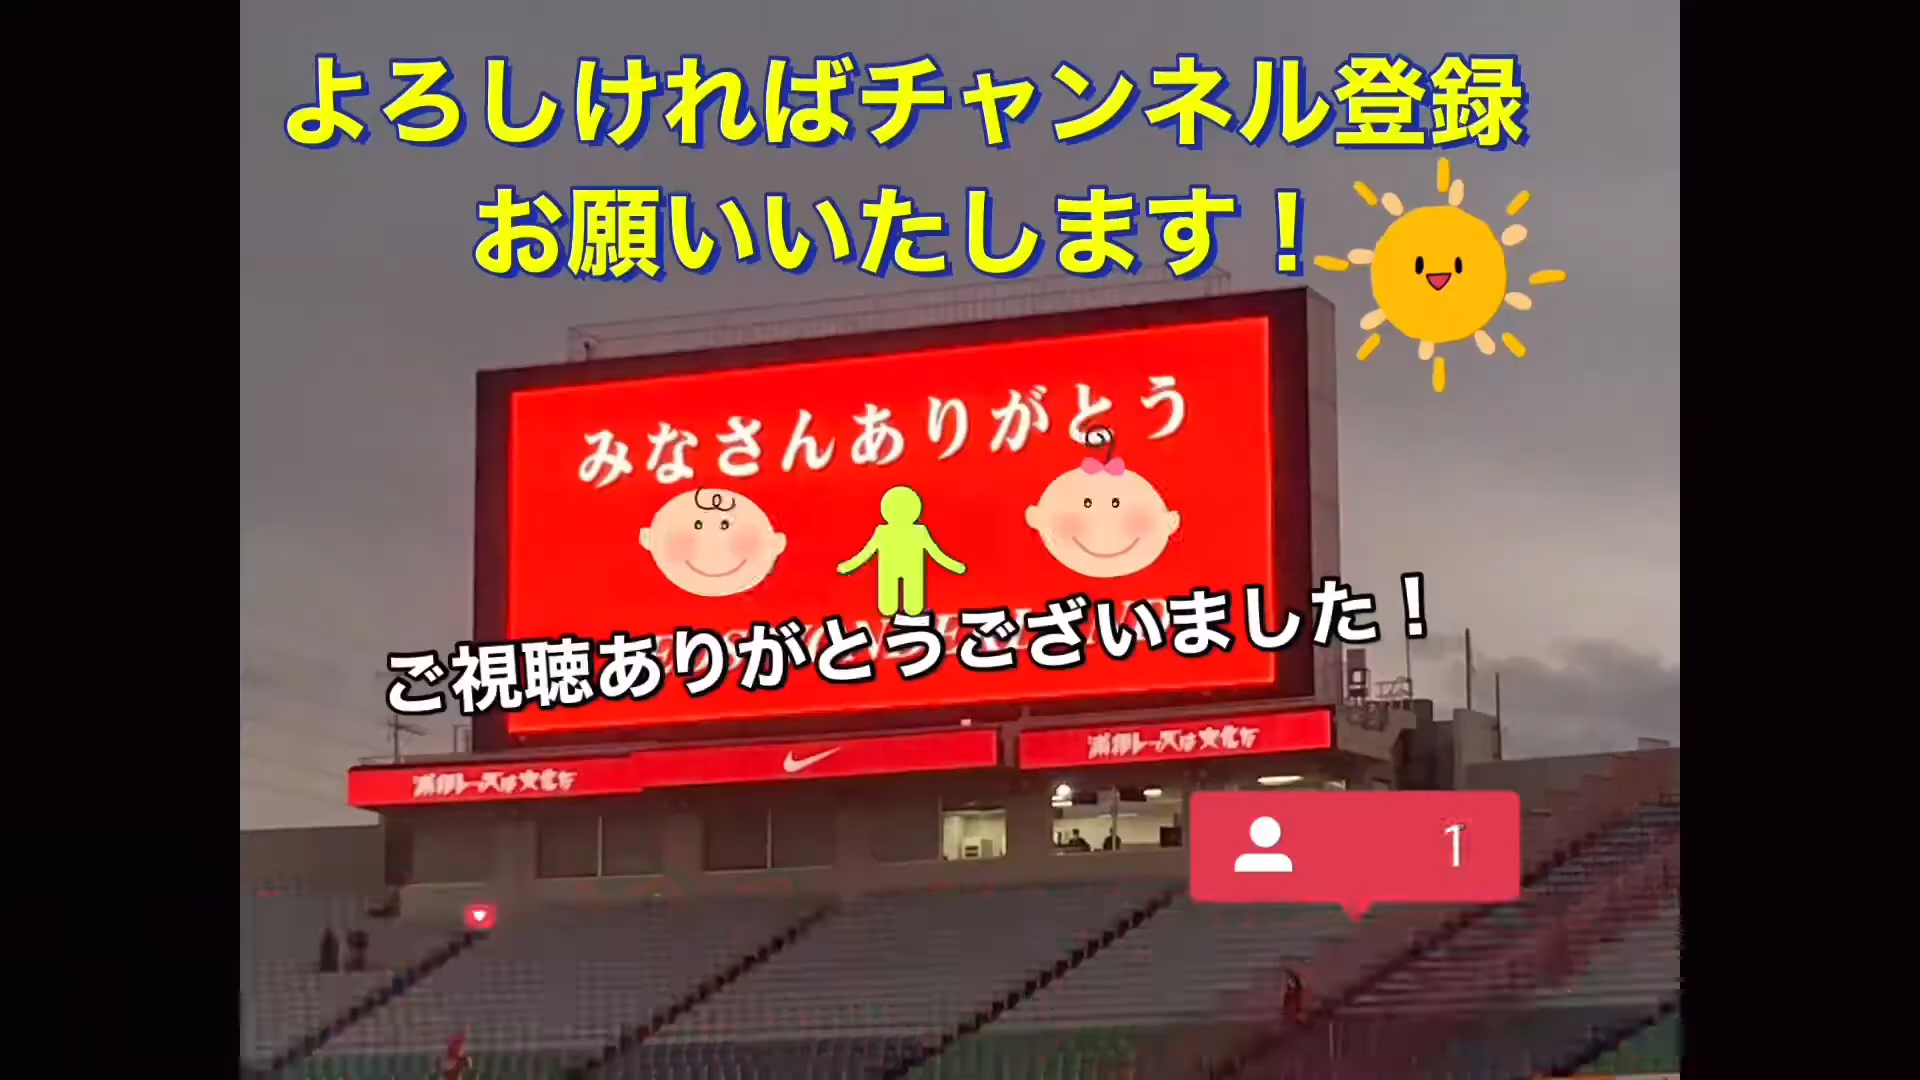 よろしければチャンネル登録
お願いいたします！
みなさんありがとう
ご視聴ありがとうございました！
浦和レッズは文化だ
浦和レッズは文化だ
1